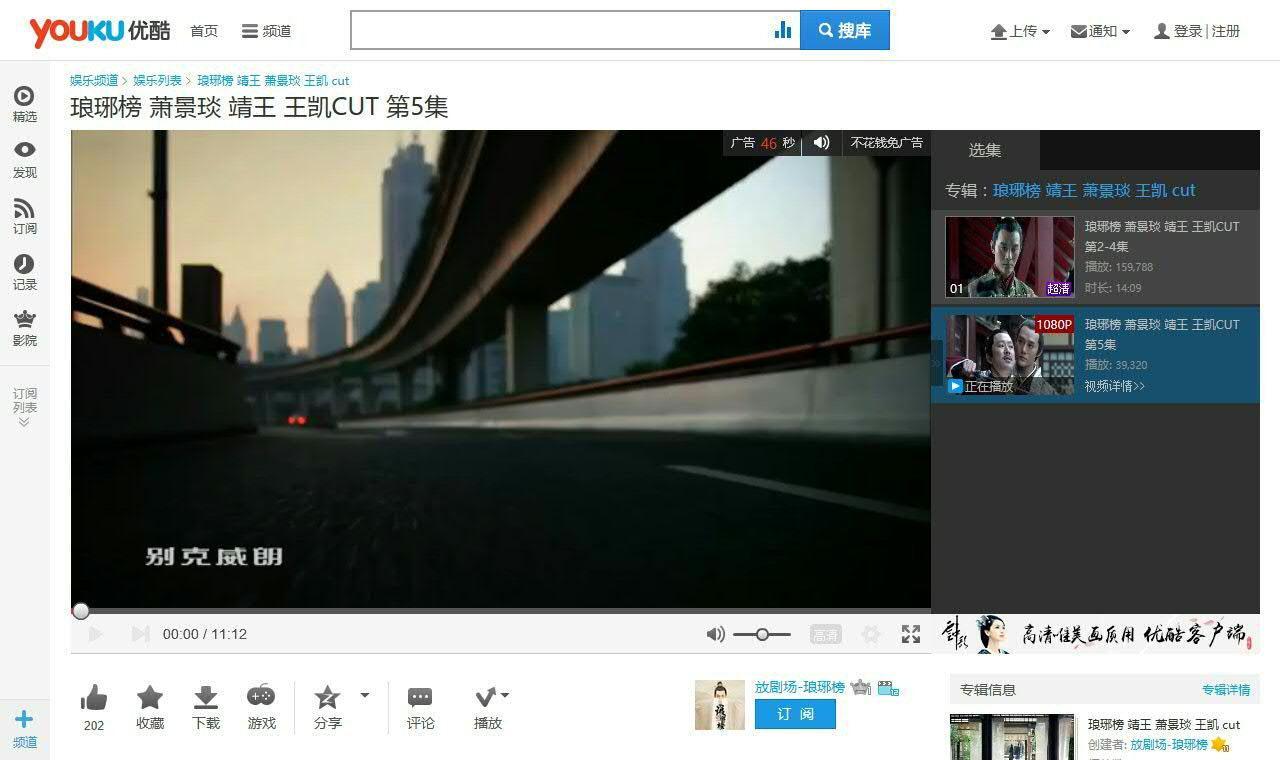 YOUKU 优酷
首页
频道
搜库
上传
通知
登录 | 注册
精选
发现
订阅
记录
影院
订阅
列表
频道
娱乐频道 > 娱乐列表 > 琅琊榜 靖王 萧景琰 王凯 cut
琅琊榜 萧景琰 靖王 王凯CUT 第5集
广告 46 秒
不花钱免广告
别克威朗
00:00 / 11:12
高清
选集
专辑：琅琊榜 靖王 萧景琰 王凯 cut
01
超清
琅琊榜 萧景琰 靖王 王凯CUT
第2-4集
播放: 159,788
时长: 14:09
1080P
正在播放
琅琊榜 萧景琰 靖王 王凯CUT
第5集
播放: 39,320
视频详情>>
高清·佳美画质用 优酷客户端
202
收藏
下载
游戏
分享
评论
播放
放剧场-琅琊榜
订 阅
专辑信息
专辑详情
琅琊榜 靖王 萧景琰 王凯 cut
创建者: 放剧场-琅琊榜